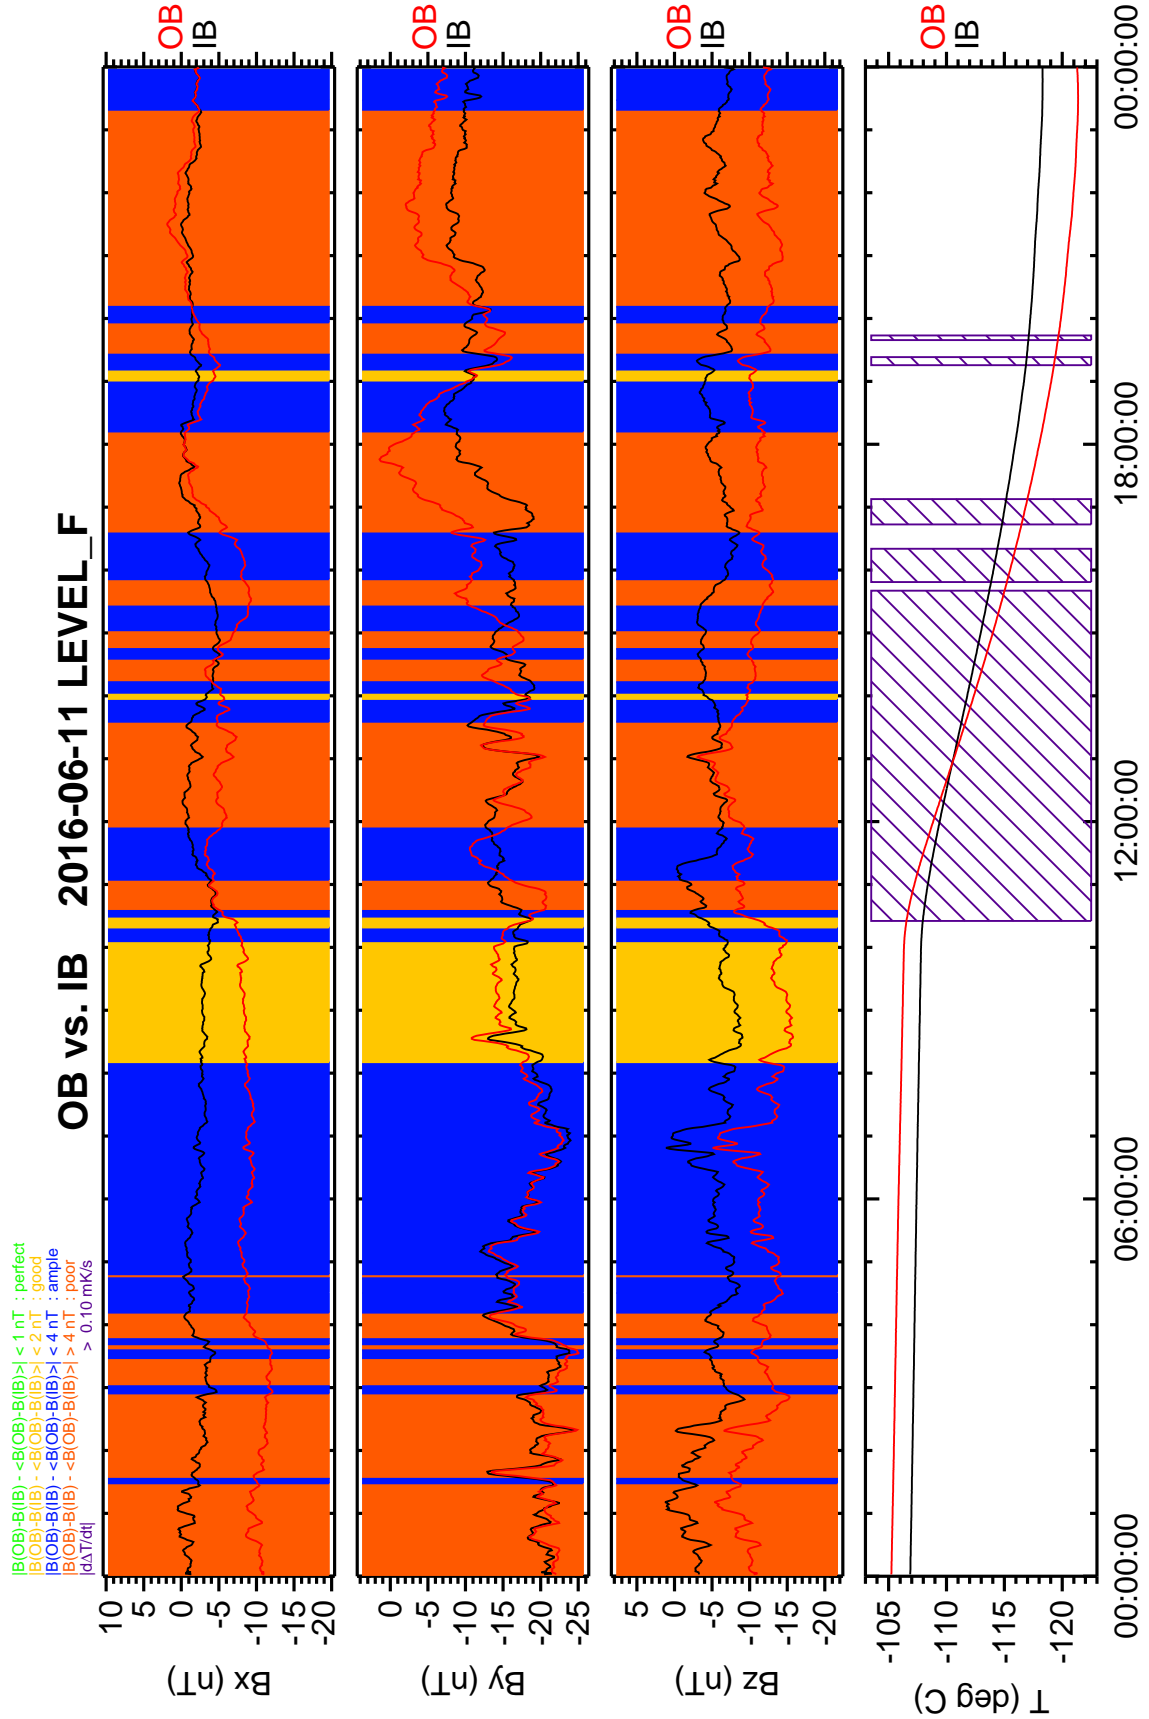 OB vs. IB 2016-06-11 LEVEL_F
|B(OB)-B(IB) - <B(OB)-B(IB)>| < 1 nT : perfect
|B(OB)-B(IB) - <B(OB)-B(IB)>| < 2 nT : good
|B(OB)-B(IB) - <B(OB)-B(IB)>| < 4 nT : ample
|B(OB)-B(IB) - <B(OB)-B(IB)>| > 4 nT : poor
|dΔT/dt| > 0.10 mK/s
Bx (nT)
10
5
0
-5
-10
-15
-20
OB
IB
By (nT)
0
-5
-10
-15
-20
-25
OB
IB
Bz (nT)
5
0
-5
-10
-15
-20
OB
IB
T (deg C)
-105
-110
-115
-120
OB
IB
00:00:00 06:00:00 12:00:00 18:00:00 00:00:00